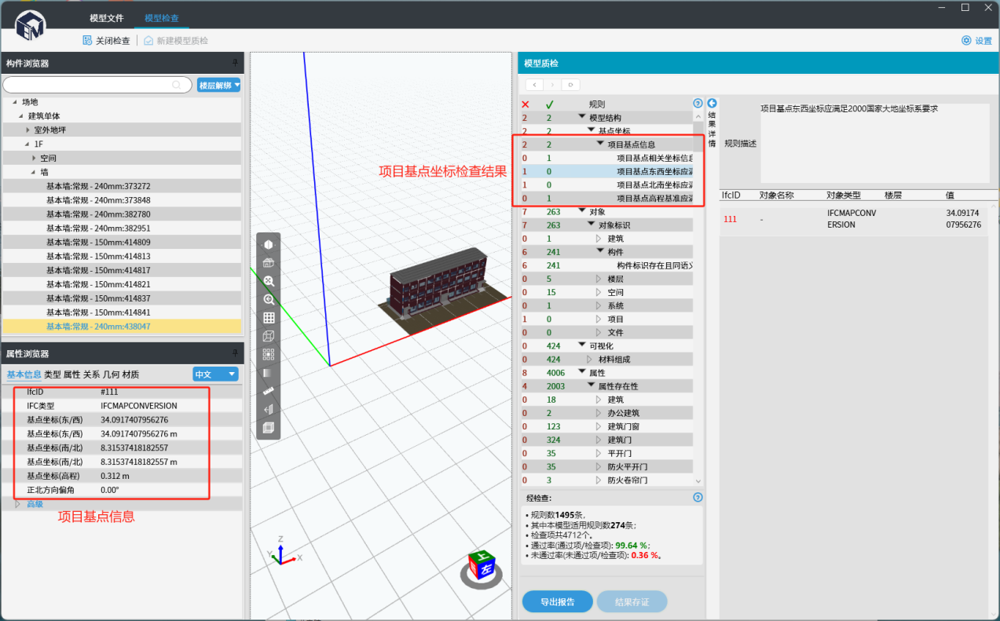 模型文件 模型检查
关闭检查 新建模质检
设置
构件浏览器
楼层解绑
场地
建筑单体
室外地坪
1F
空间
墙
基本墙:常规 - 240mm:373272
基本墙:常规 - 240mm:373848
基本墙:常规 - 240mm:382780
基本墙:常规 - 240mm:382951
基本墙:常规 - 150mm:414809
基本墙:常规 - 150mm:414813
基本墙:常规 - 150mm:414817
基本墙:常规 - 150mm:414821
基本墙:常规 - 150mm:414837
基本墙:常规 - 150mm:414841
基本墙:常规 - 240mm:438047
属性浏览器
基本信息 类型 属性 关系 几何 材质 中文
IfcID #111
IFC类型 IFCMAPCONVERSION
基点坐标(东/西) 34.0917407956276
基点坐标(东/西) 34.0917407956276 m
基点坐标(南/北) 8.31537418182557
基点坐标(南/北) 8.31537418182557 m
基点坐标(高程) 0.312 m
正北方向偏角 0.00°
高级
项目基点信息
项目基点坐标检查结果
Z
Y
X
上
左
模型质检
规则
2 2 模型结构
2 2 基点坐标
2 2 项目基点信息
0 1 项目基点相关坐标信息
1 0 项目基点东西坐标应满
1 0 项目基点北南坐标应满
0 1 项目基点高程基准应满
7 263 对象
7 263 对象标识
0 1 建筑
6 241 构件
6 241 构件标识存在且同语义
0 5 楼层
0 15 空间
0 1 系统
1 0 项目
0 0 文件
0 424 可视化
0 424 材料组成
8 4006 属性
4 2003 属性存在性
0 18 建筑
0 2 办公建筑
0 123 建筑门窗
0 324 建筑门
0 35 平开门
0 35 防火平开门
0 3 防火卷帘门
经检查:
• 规则数1495条,
• 其中本模型适用规则数274条;
• 检查项共4712个。
• 通过率(通过项/检查项): 99.64 %;
• 未通过率(未通过项/检查项): 0.36 %。
导出报告 结果存证
结果详情
规则描述
项目基点东西坐标应满足2000国家大地坐标系要求
IfcID 对象名称 对象类型 楼层 值
111 - IFCMAPCONV 34.09174
ERSION 07956276